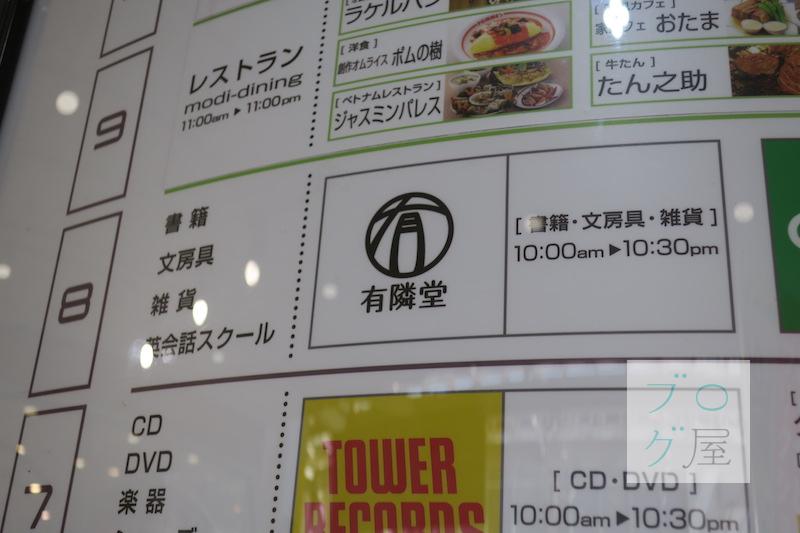 ラケルパン
[ 洋食 ]
創作オムライス ポムの樹
[ ベトナムレストラン ]
ジャスミンパレス
おたま
[ 牛たん ]
たん之助
9
レストラン
modi-dining
11:00am ▶ 11:00pm
8
書籍
文房具
雑貨
英会話スクール
有隣堂
[ 書籍・文房具・雑貨 ]
10:00am ▶ 10:30pm
7
CD
DVD
楽器
TOWER
RECORDS
[ CD・DVD ]
10:00am ▶ 10:30pm
ブログ屋